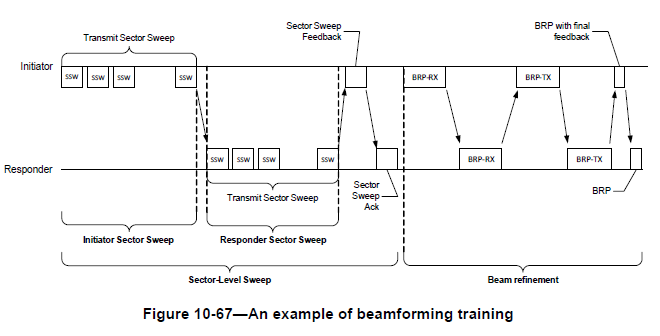 Sector Sweep
Feedback
BRP with final
feedback
Transmit Sector Sweep
Initiator
SSW SSW SSW SSW
BRP-RX
BRP-TX
Responder
SSW SSW SSW SSW
BRP-RX
BRP-TX
Transmit Sector Sweep
Sector
Sweep
Ack
BRP
Initiator Sector Sweep
Responder Sector Sweep
Sector-Level Sweep
Beam refinement
Figure 10-67—An example of beamforming training